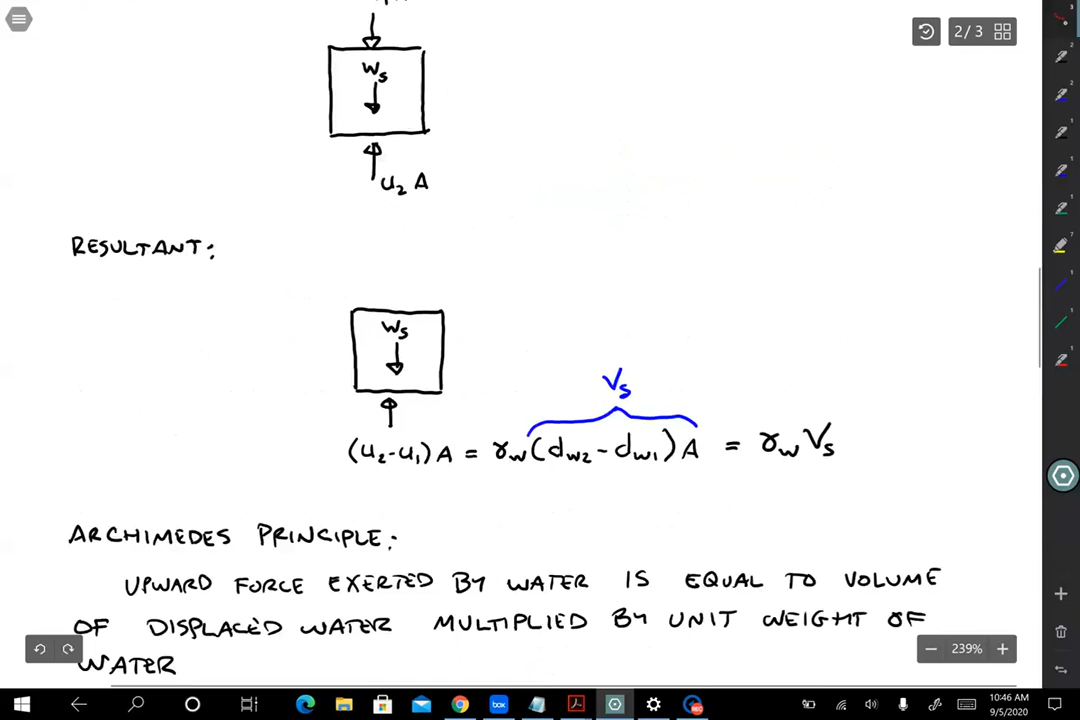 2/3
Ws
u₂ A
RESULTANT:
Ws
Vs
(u₂-u₁)A = γw(dw₂-dw₁)A = γw Vs
ARCHIMEDES PRINCIPLE:
UPWARD FORCE EXERTED BY WATER IS EQUAL TO VOLUME
OF DISPLACED WATER MULTIPLIED BY UNIT WEIGHT OF
WATER
239%
10:46 AM
9/5/2020